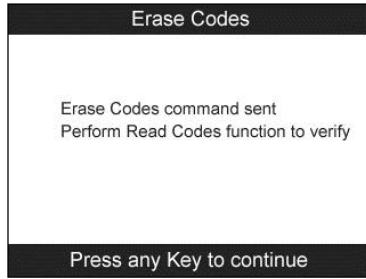 Erase Codes
Erase Codes command sent
Perform Read Codes function to verify
Press any Key to continue